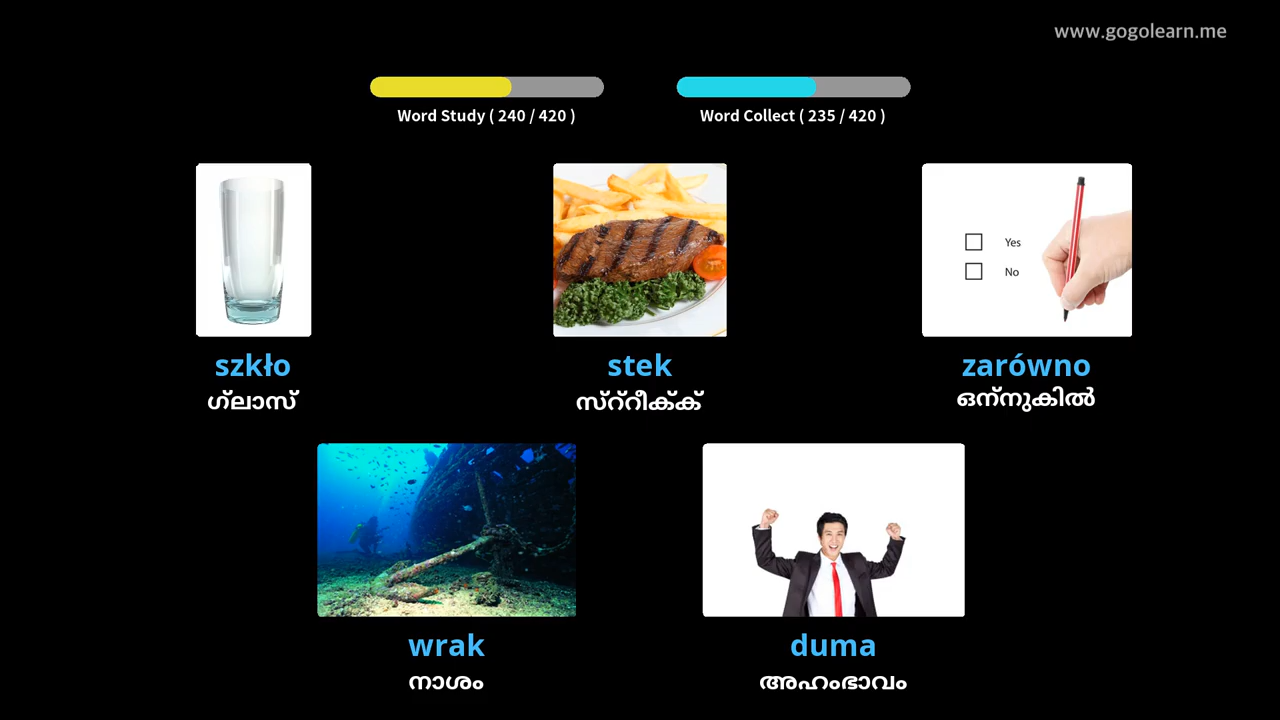 www.gogolearn.me
Word Study ( 240 / 420 )
Word Collect ( 235 / 420 )
Yes
No
szkło
stek
zarówno
ഗ്ലാസ്
സ്റ്റീക്ക്
ഒന്നുകിൽ
wrak
duma
നാശം
അഹംഭാവം